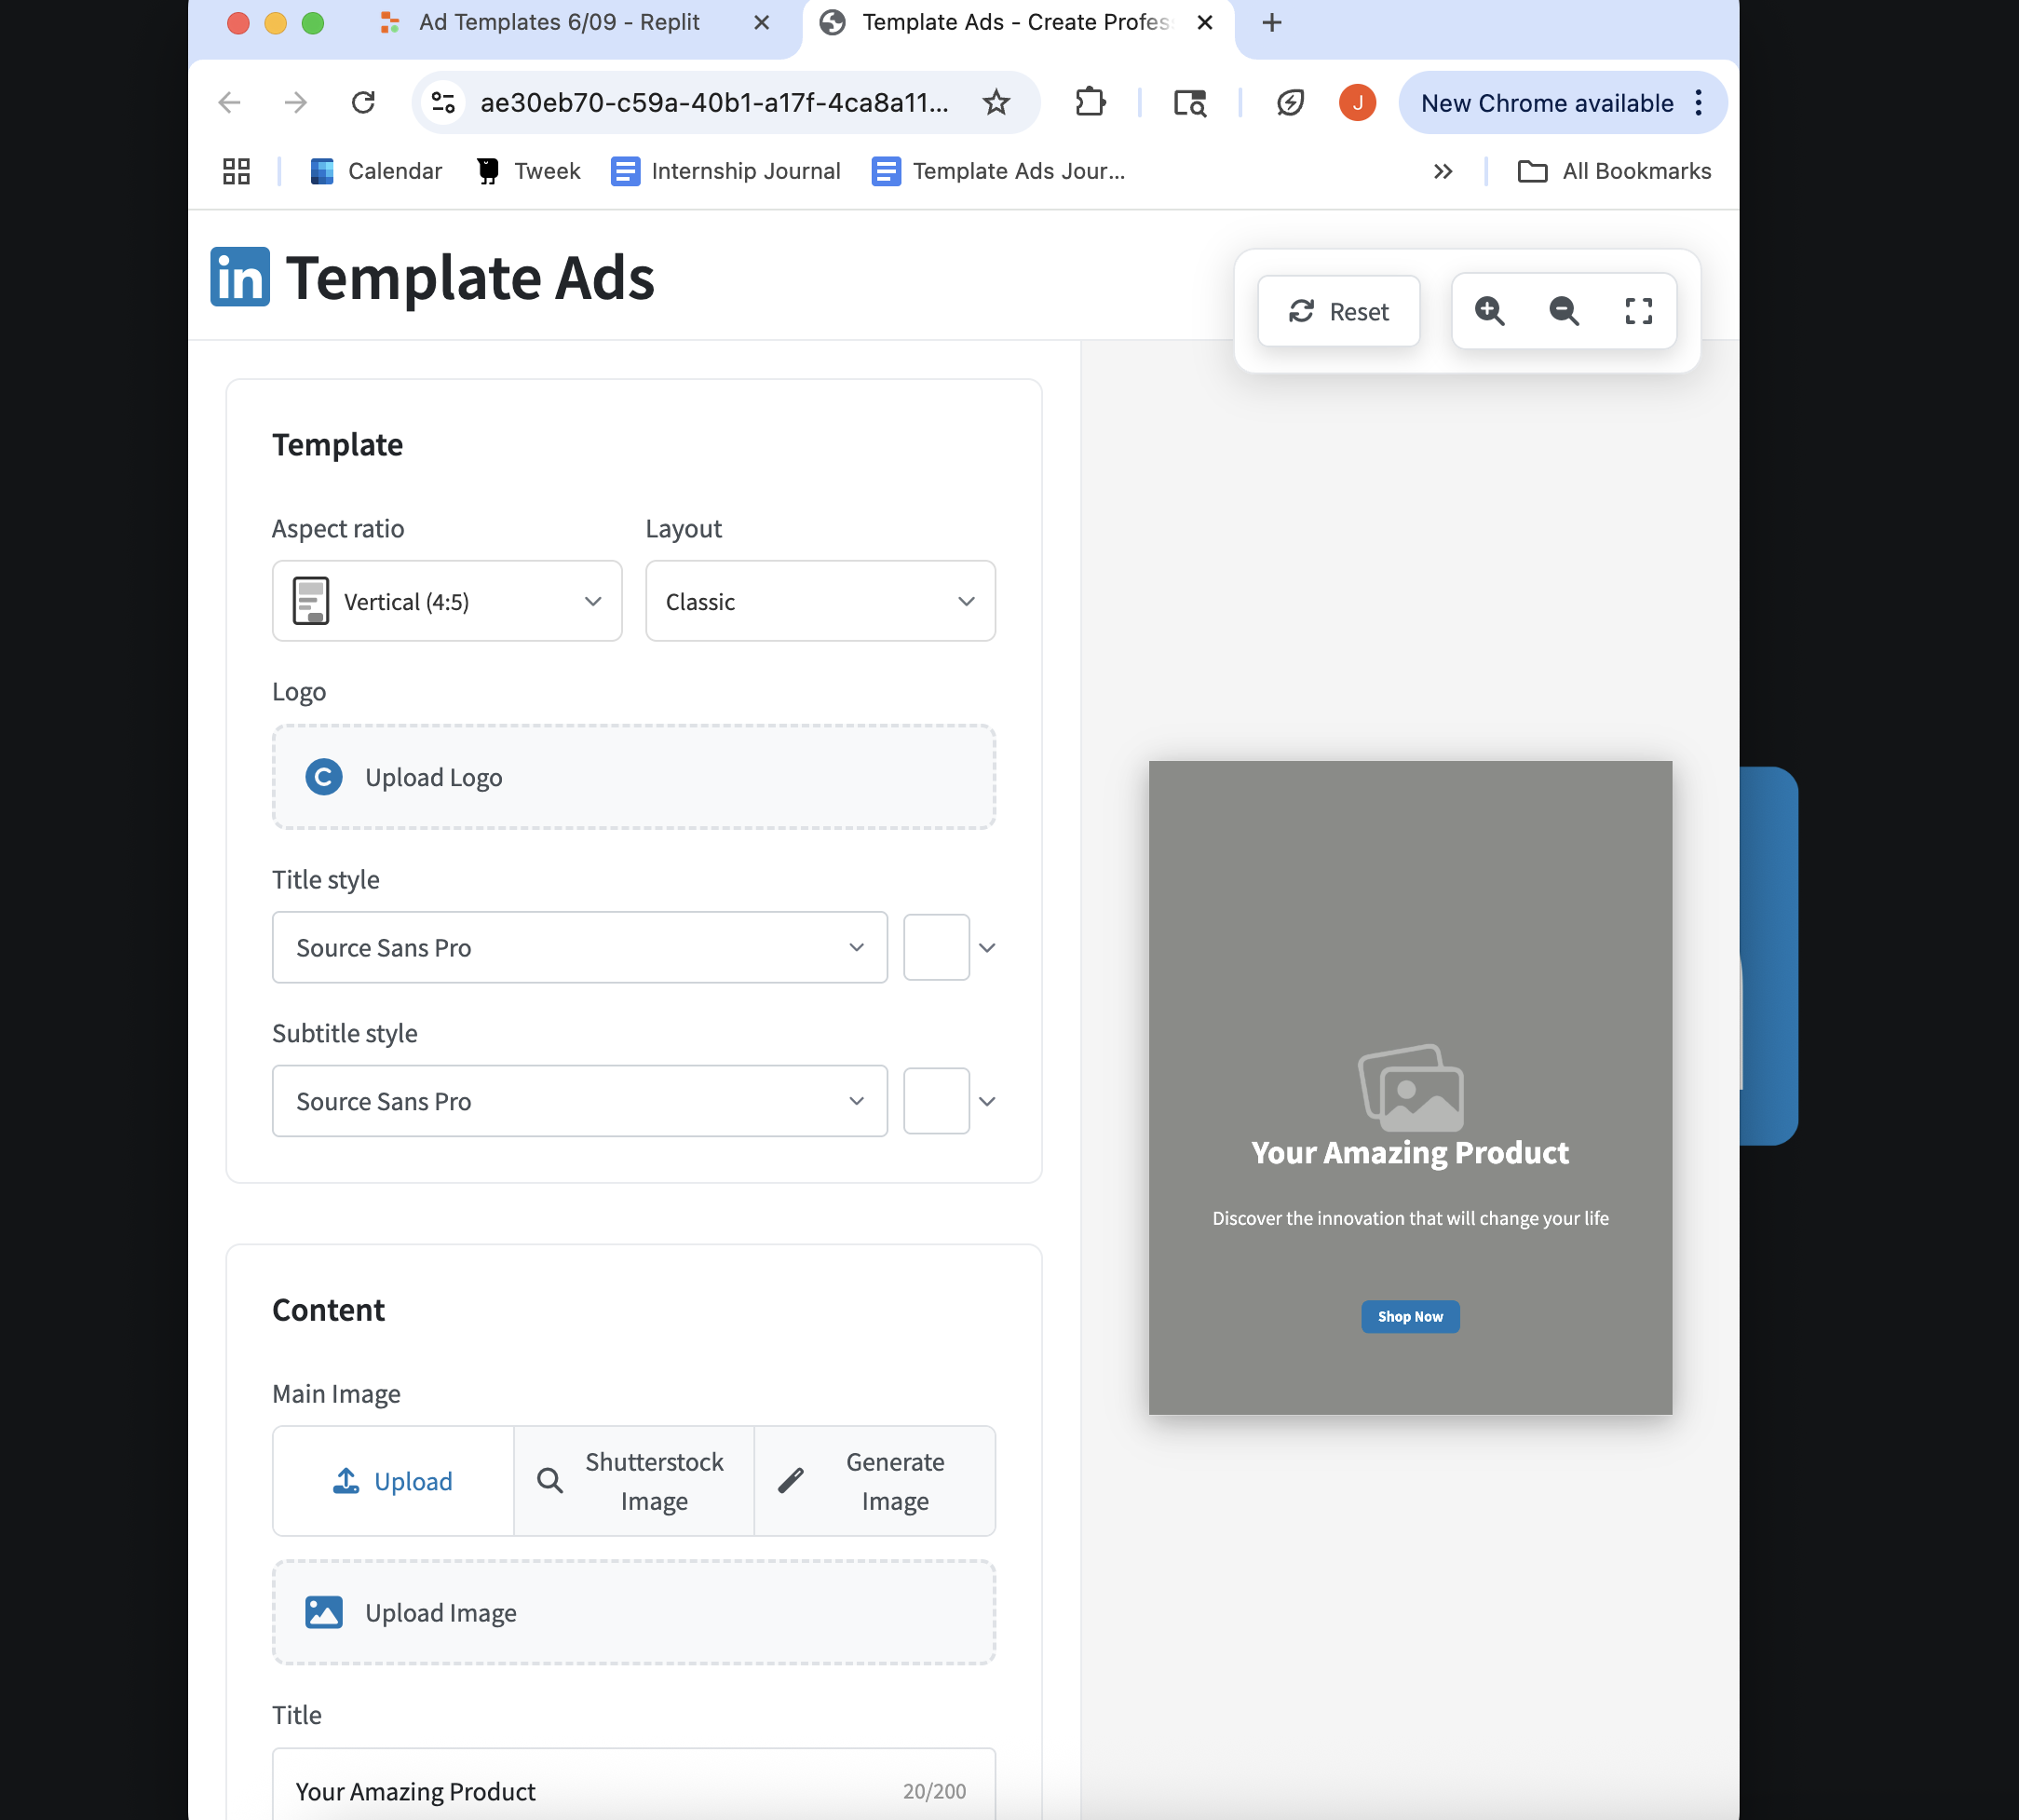 Ad Templates 6/09 - Replit
Template Ads - Create Profes
ae30eb70-c59a-40b1-a17f-4ca8a11...
J
New Chrome available
Calendar
Tweek
Internship Journal
Template Ads Jour...
All Bookmarks
in Template Ads
Reset
Template
Aspect ratio
Layout
Vertical (4:5)
Classic
Logo
C
Upload Logo
Title style
Source Sans Pro
Subtitle style
Source Sans Pro
Your Amazing Product
Discover the innovation that will change your life
Shop Now
Content
Main Image
Upload
Shutterstock
Image
Generate
Image
Upload Image
Title
Your Amazing Product
20/200